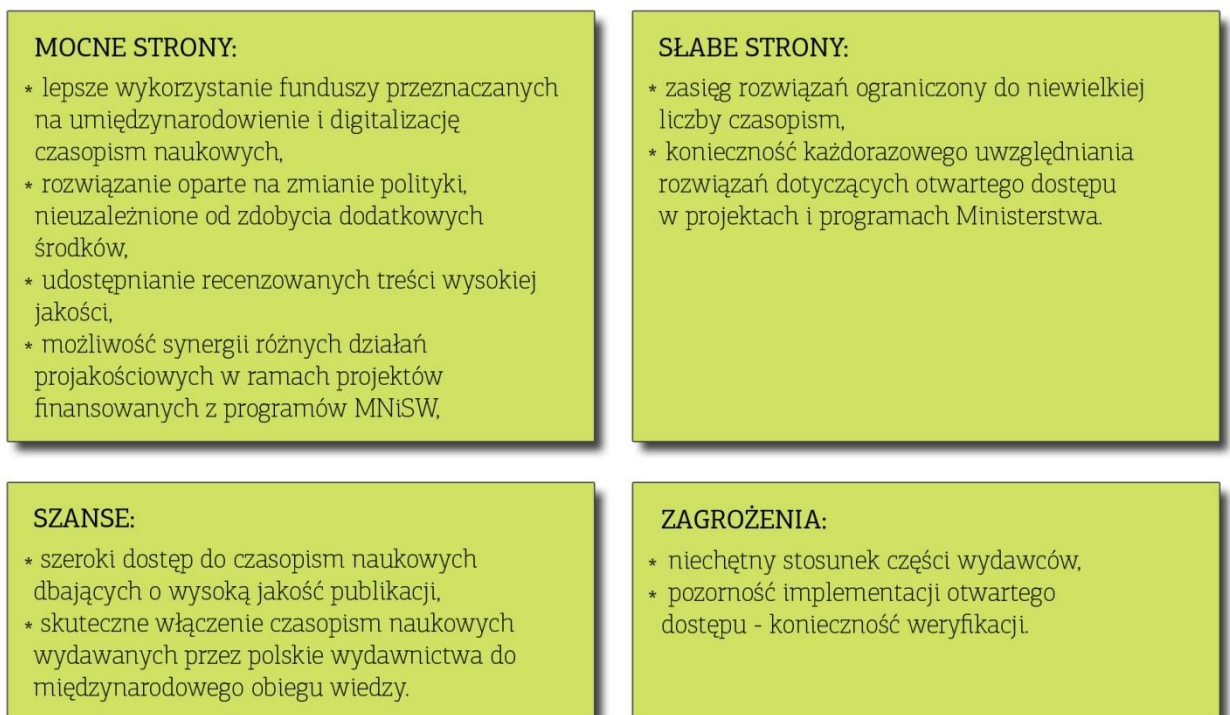 MOCNE STRONY:
* lepsze wykorzystanie funduszy przeznaczanych
na umiędzynarodowienie i digitalizację
czasopism naukowych,
* rozwiązanie oparte na zmianie polityki,
nieuzależnione od zdobycia dodatkowych
środków,
* udostępnianie recenzowanych treści wysokiej
jakości,
* możliwość synergii różnych działań
projakościowych w ramach projektów
finansowanych z programów MNiSW,
SŁABE STRONY:
* zasięg rozwiązań ograniczony do niewielkiej
liczby czasopism,
* konieczność każdorazowego uwzględniania
rozwiązań dotyczących otwartego dostępu
w projektach i programach Ministerstwa.
SZANSE:
* szeroki dostęp do czasopism naukowych
dbających o wysoką jakość publikacji,
* skuteczne włączenie czasopism naukowych
wydawanych przez polskie wydawnictwa do
międzynarodowego obiegu wiedzy.
ZAGROŻENIA:
* niechętny stosunek części wydawców,
* pozorność implementacji otwartego
dostępu - konieczność weryfikacji.